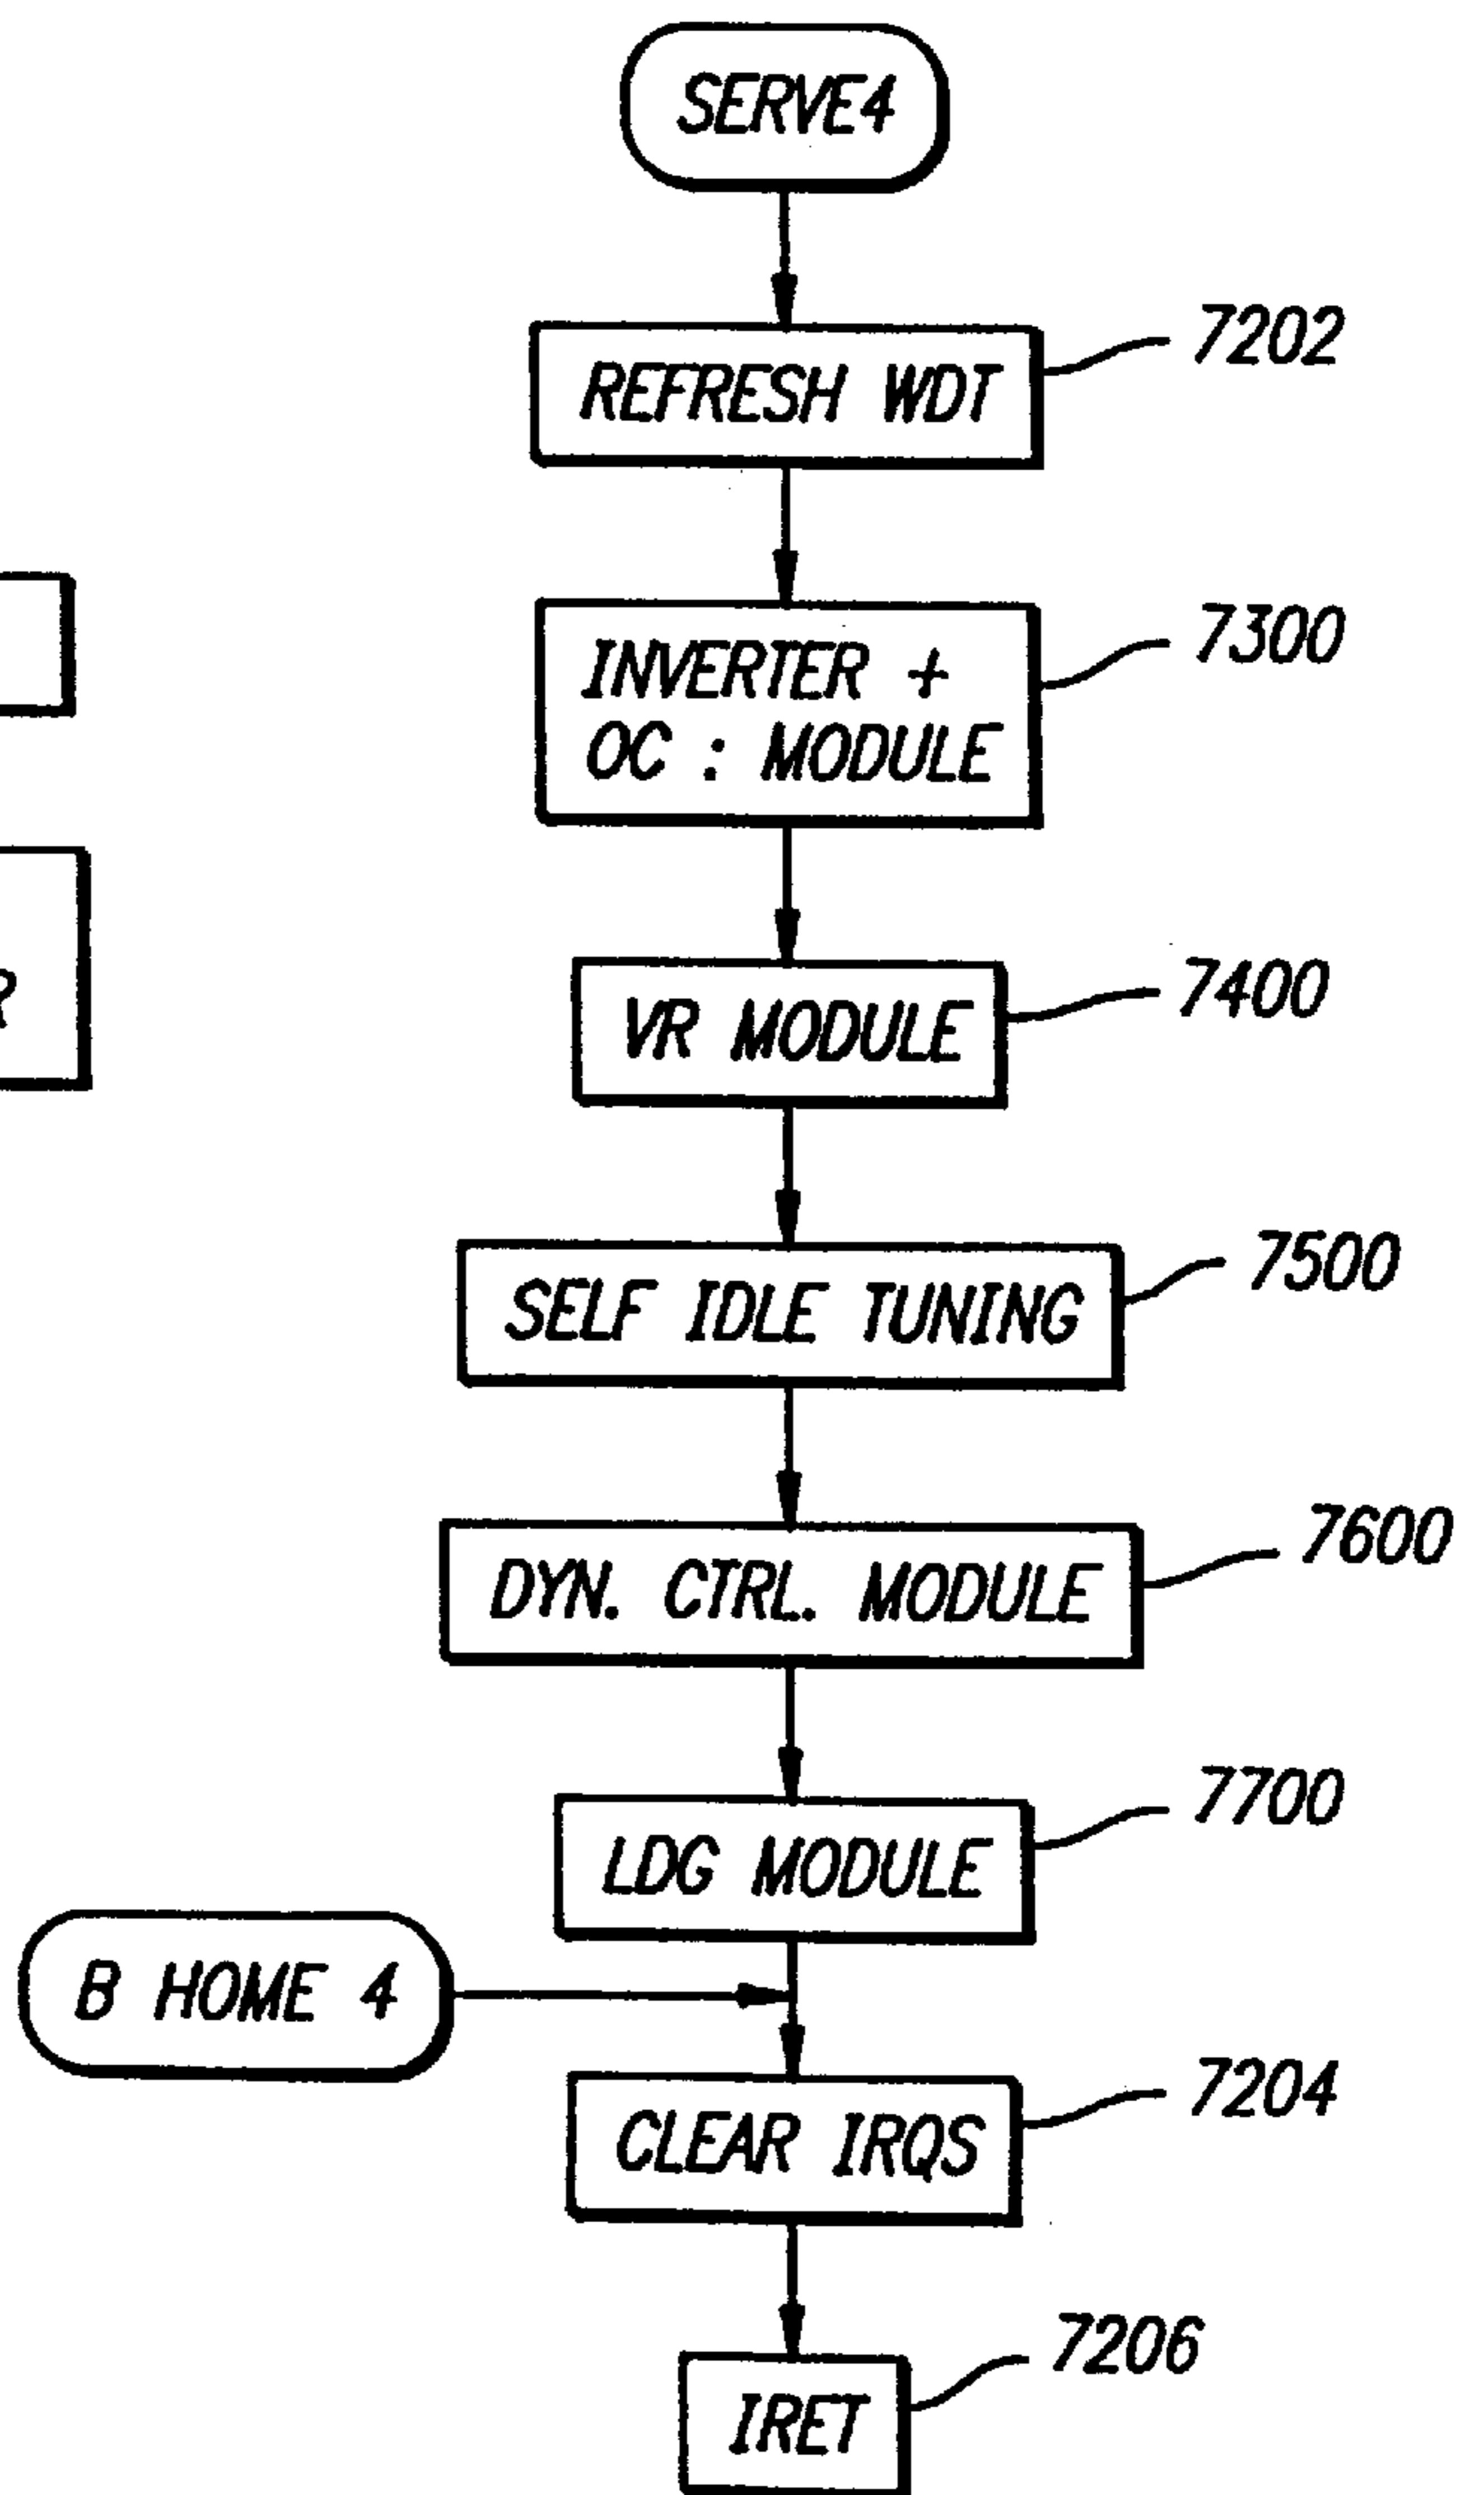 SERVE4
REFRESH WDT
7202
INVERTER +
OC : MODULE
7300
VR MODULE
7400
SELF IDLE TUNING
7500
DYN. CTRL. MODULE
7600
LDG MODULE
7700
B HOME 4
CLEAR IRQS
7204
IRET
7206